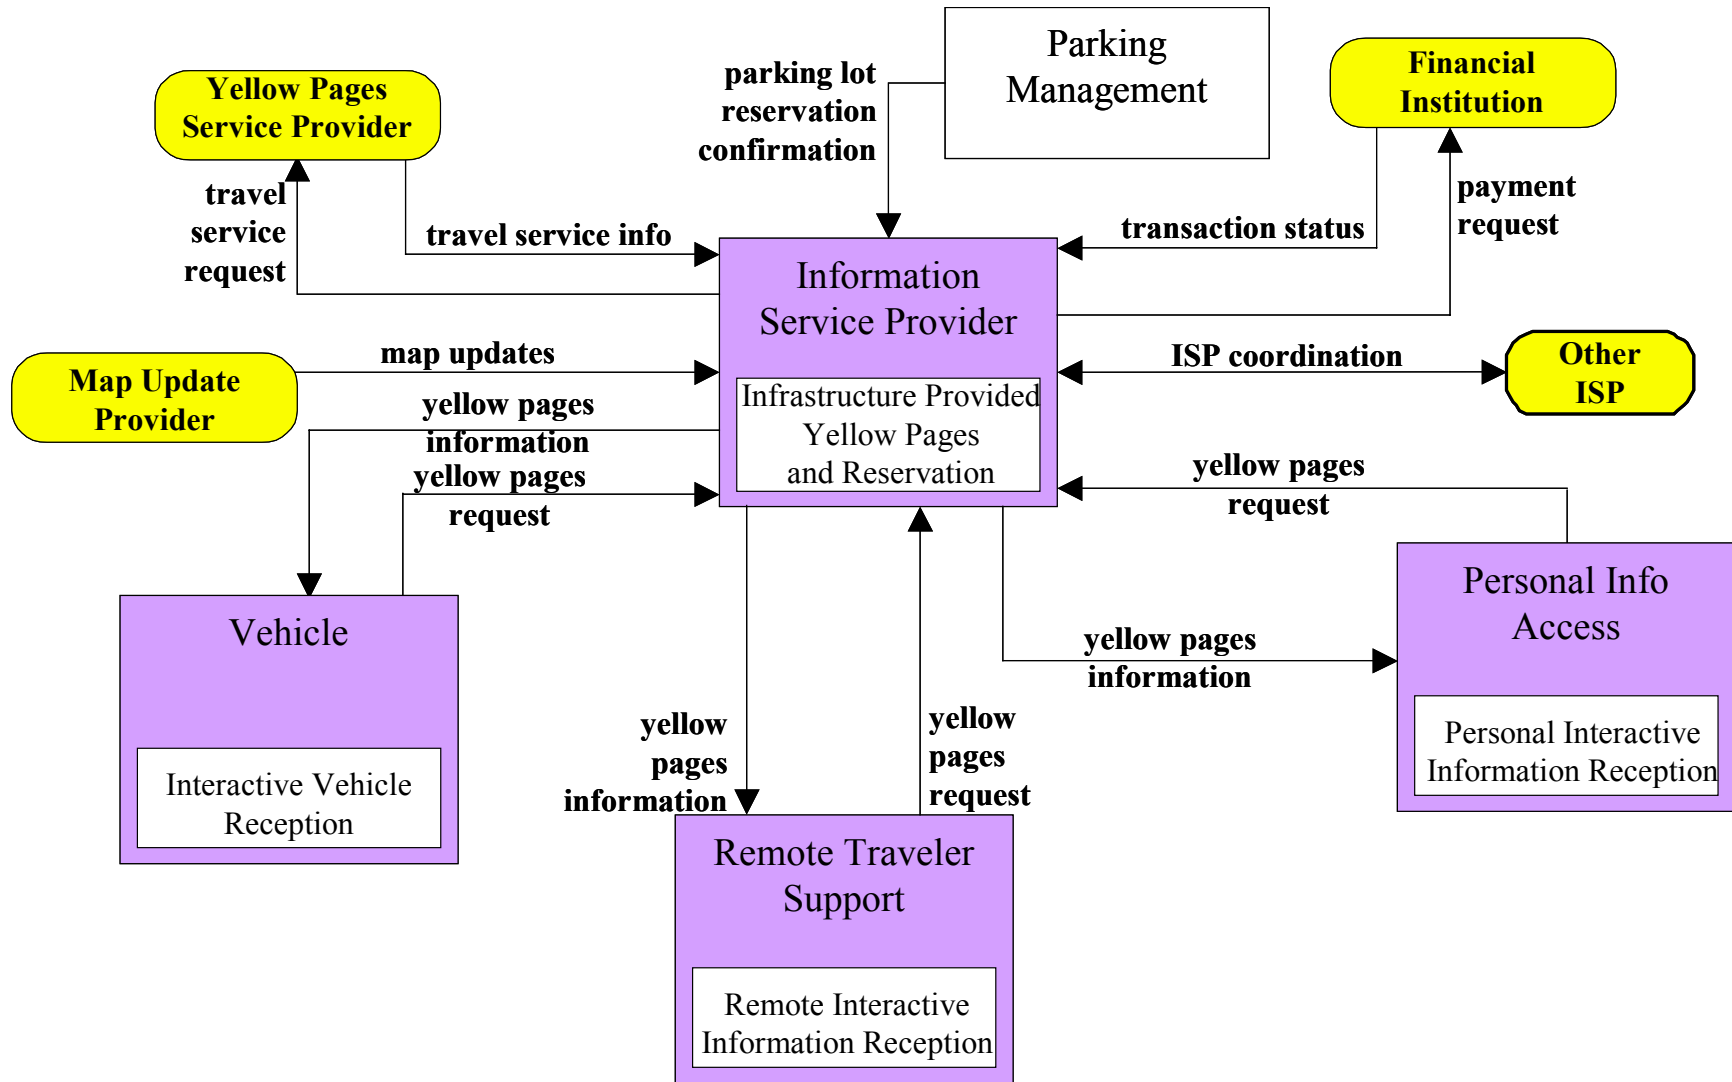 Parking
Management
Financial
Institution
Yellow Pages
Service Provider
parking lot
reservation
confirmation
travel
service
request
travel service info
transaction status
payment
request
Information
Service Provider
Infrastructure Provided
Yellow Pages
and Reservation
Map Update
Provider
map updates
ISP coordination
Other
ISP
yellow pages
information
yellow pages
request
yellow pages
request
Vehicle
Interactive Vehicle
Reception
yellow
pages
information
yellow
pages
request
yellow pages
information
Personal Info
Access
Personal Interactive
Information Reception
Remote Traveler
Support
Remote Interactive
Information Reception